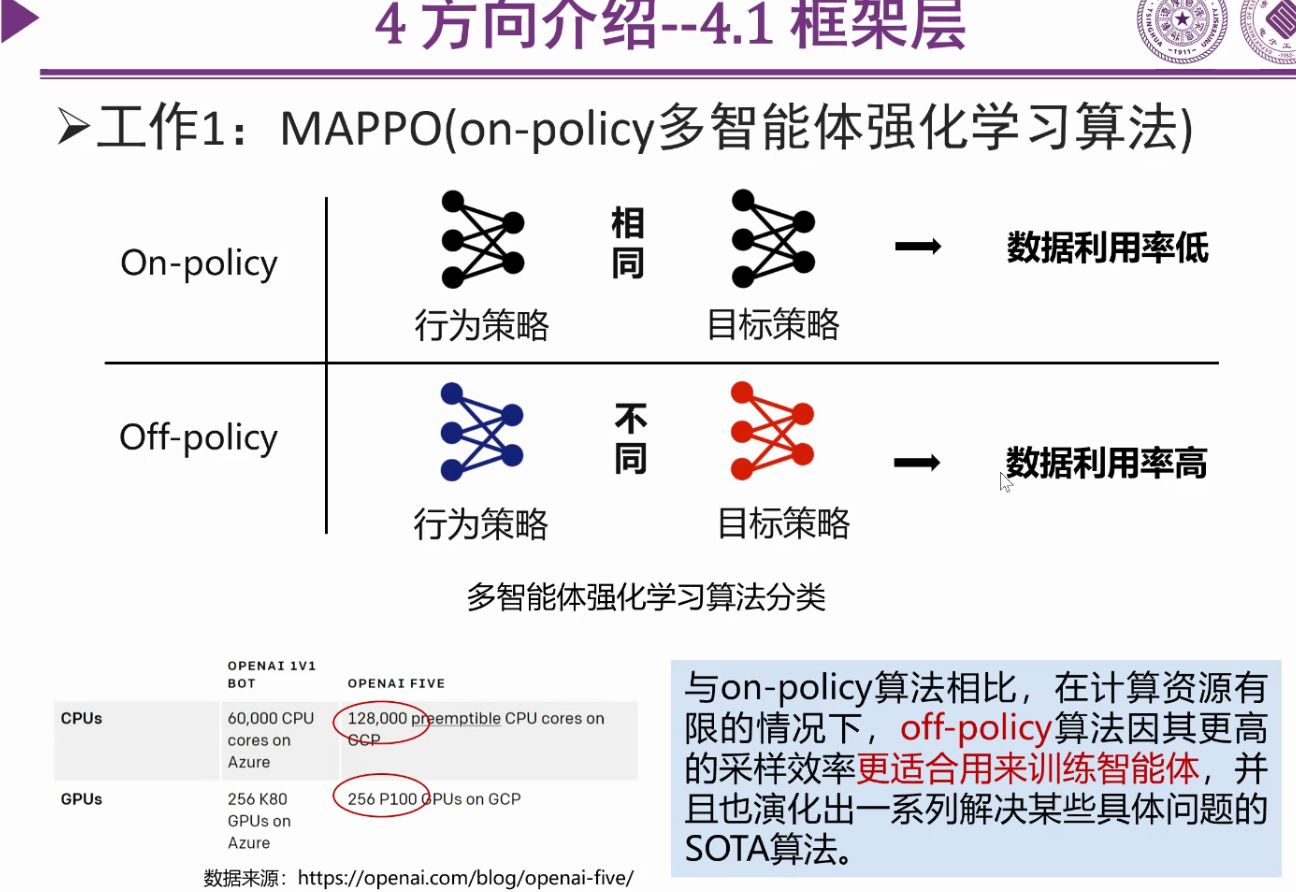 4 方向介绍--4.1 框架层
➢工作1：MAPPO(on-policy多智能体强化学习算法)
On-policy
相同
数据利用率低
行为策略
目标策略
Off-policy
不同
数据利用率高
行为策略
目标策略
多智能体强化学习算法分类
OPENAI 1V1
BOT
OPENAI FIVE
CPUs
60,000 CPU
cores on
Azure
128,000 preemptible CPU cores on
GCP
GPUs
256 K80
GPUs on
Azure
256 P100 GPUs on GCP
数据来源：https://openai.com/blog/openai-five/
与on-policy算法相比，在计算资源有
限的情况下，off-policy算法因其更高
的采样效率更适合用来训练智能体，并
且也演化出一系列解决某些具体问题的
SOTA算法。
TSINGHUA UNIVERSITY
-1911-